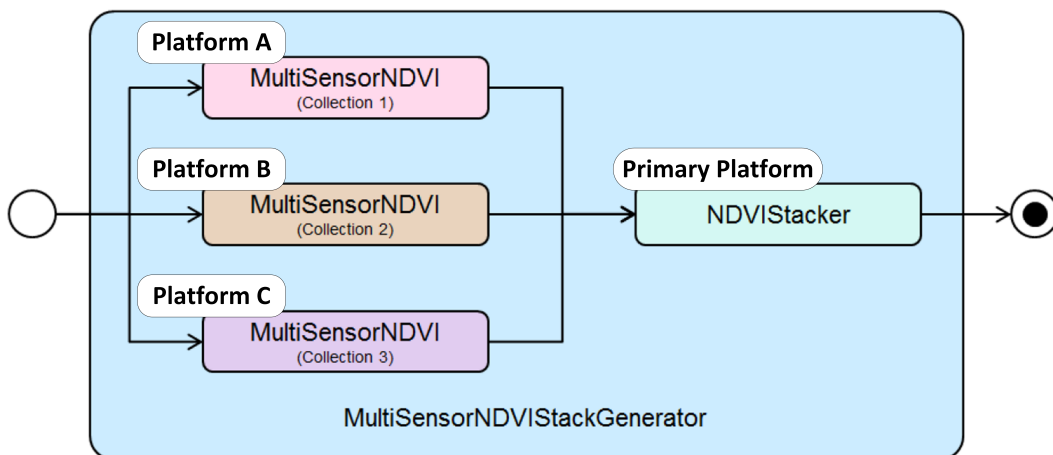 Platform A
MultiSensorNDVI
(Collection 1)
Platform B
MultiSensorNDVI
(Collection 2)
Primary Platform
NDVIStacker
Platform C
MultiSensorNDVI
(Collection 3)
MultiSensorNDVIStackGenerator